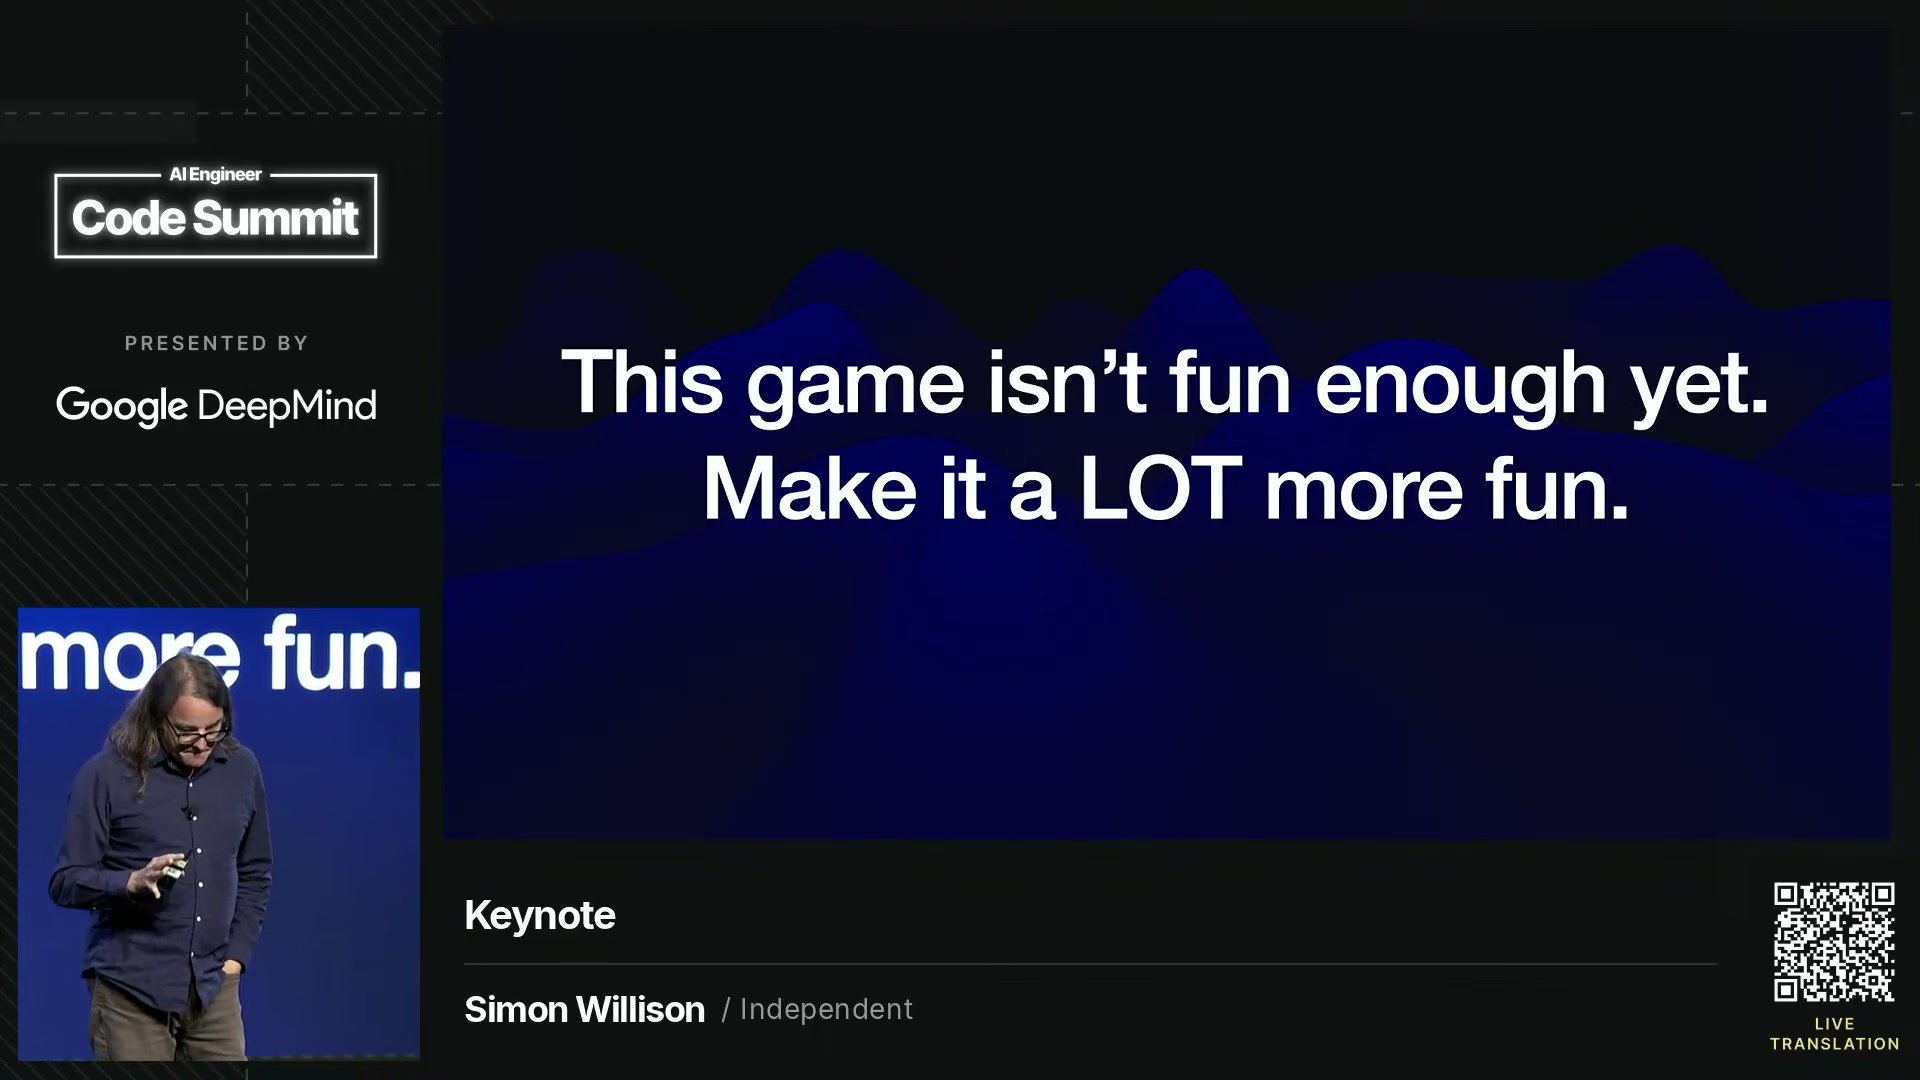 AI Engineer
Code Summit
PRESENTED BY
Google DeepMind
This game isn’t fun enough yet.
Make it a LOT more fun.
more fun.
Keynote
Simon Willison / Independent
LIVE
TRANSLATION